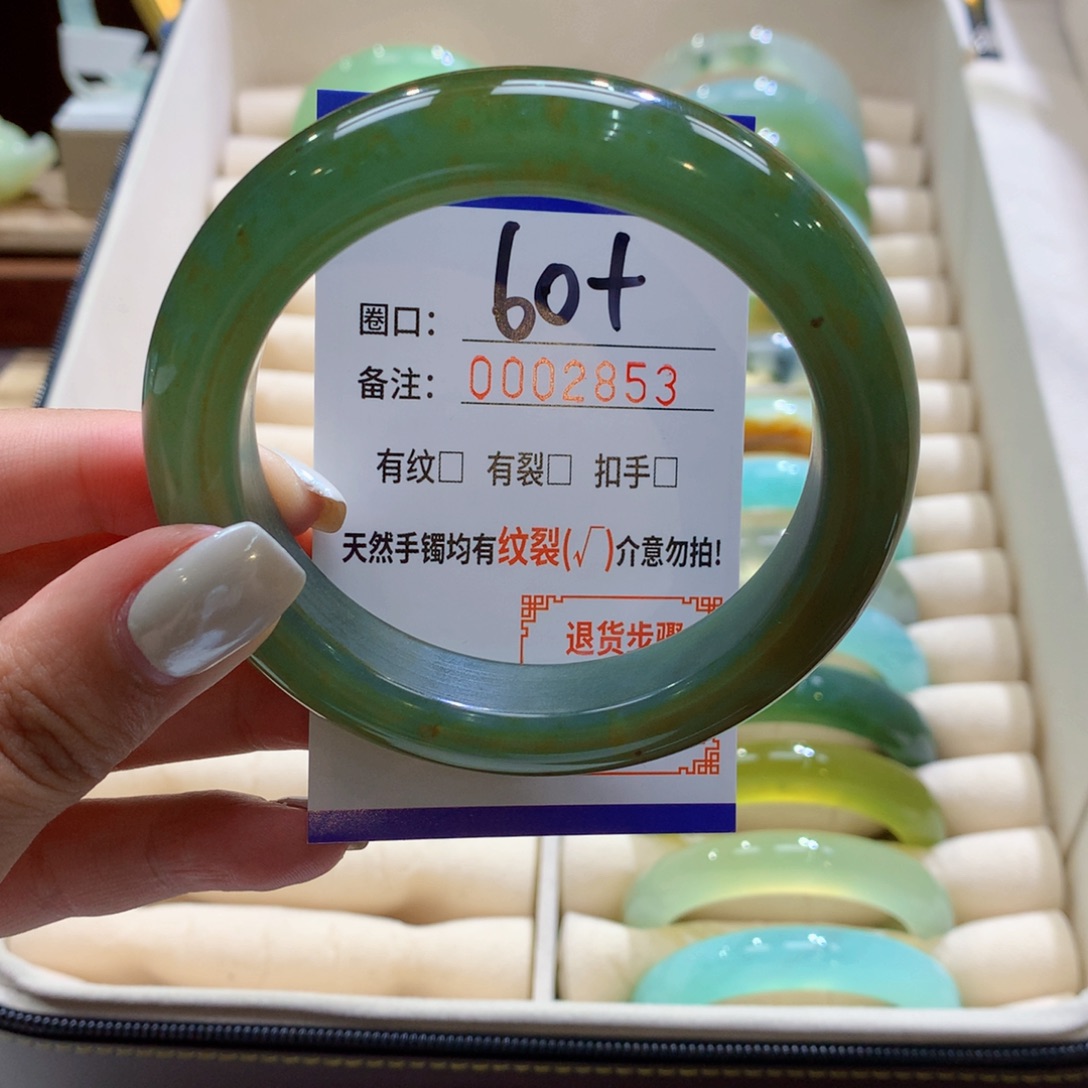 圈口： 60+
备注： 0002853
有纹□ 有裂□ 扣手□
天然手镯均有纹裂(√)介意勿拍!
退货步骤